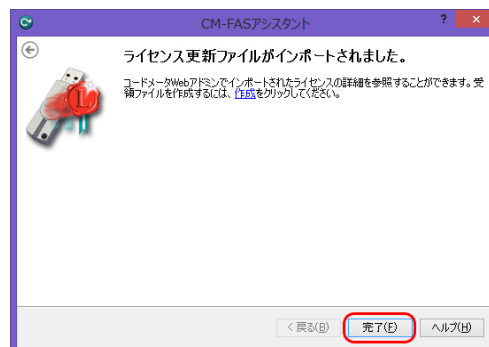 CM-FASアシスタント
?
×
ライセンス更新ファイルがインポートされました。
コードメータWebアドミンでインポートされたライセンスの詳細を参照することができます。受
領ファイルを作成するには、作成をクリックしてください。
L
< 戻る(B)
完了(F)
ヘルプ(H)